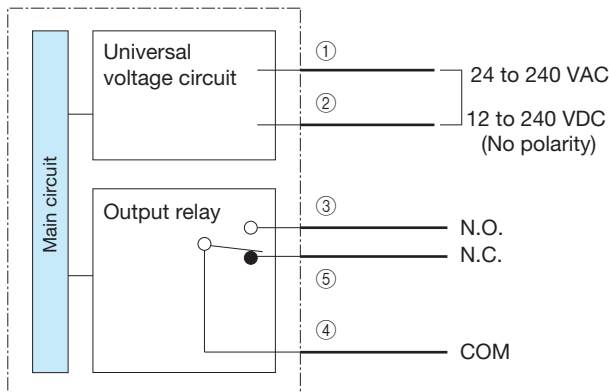 Main circuit
Universal
voltage circuit
①
②
24 to 240 VAC
12 to 240 VDC
(No polarity)
Output relay
③
N.O.
N.C.
⑤
④
COM